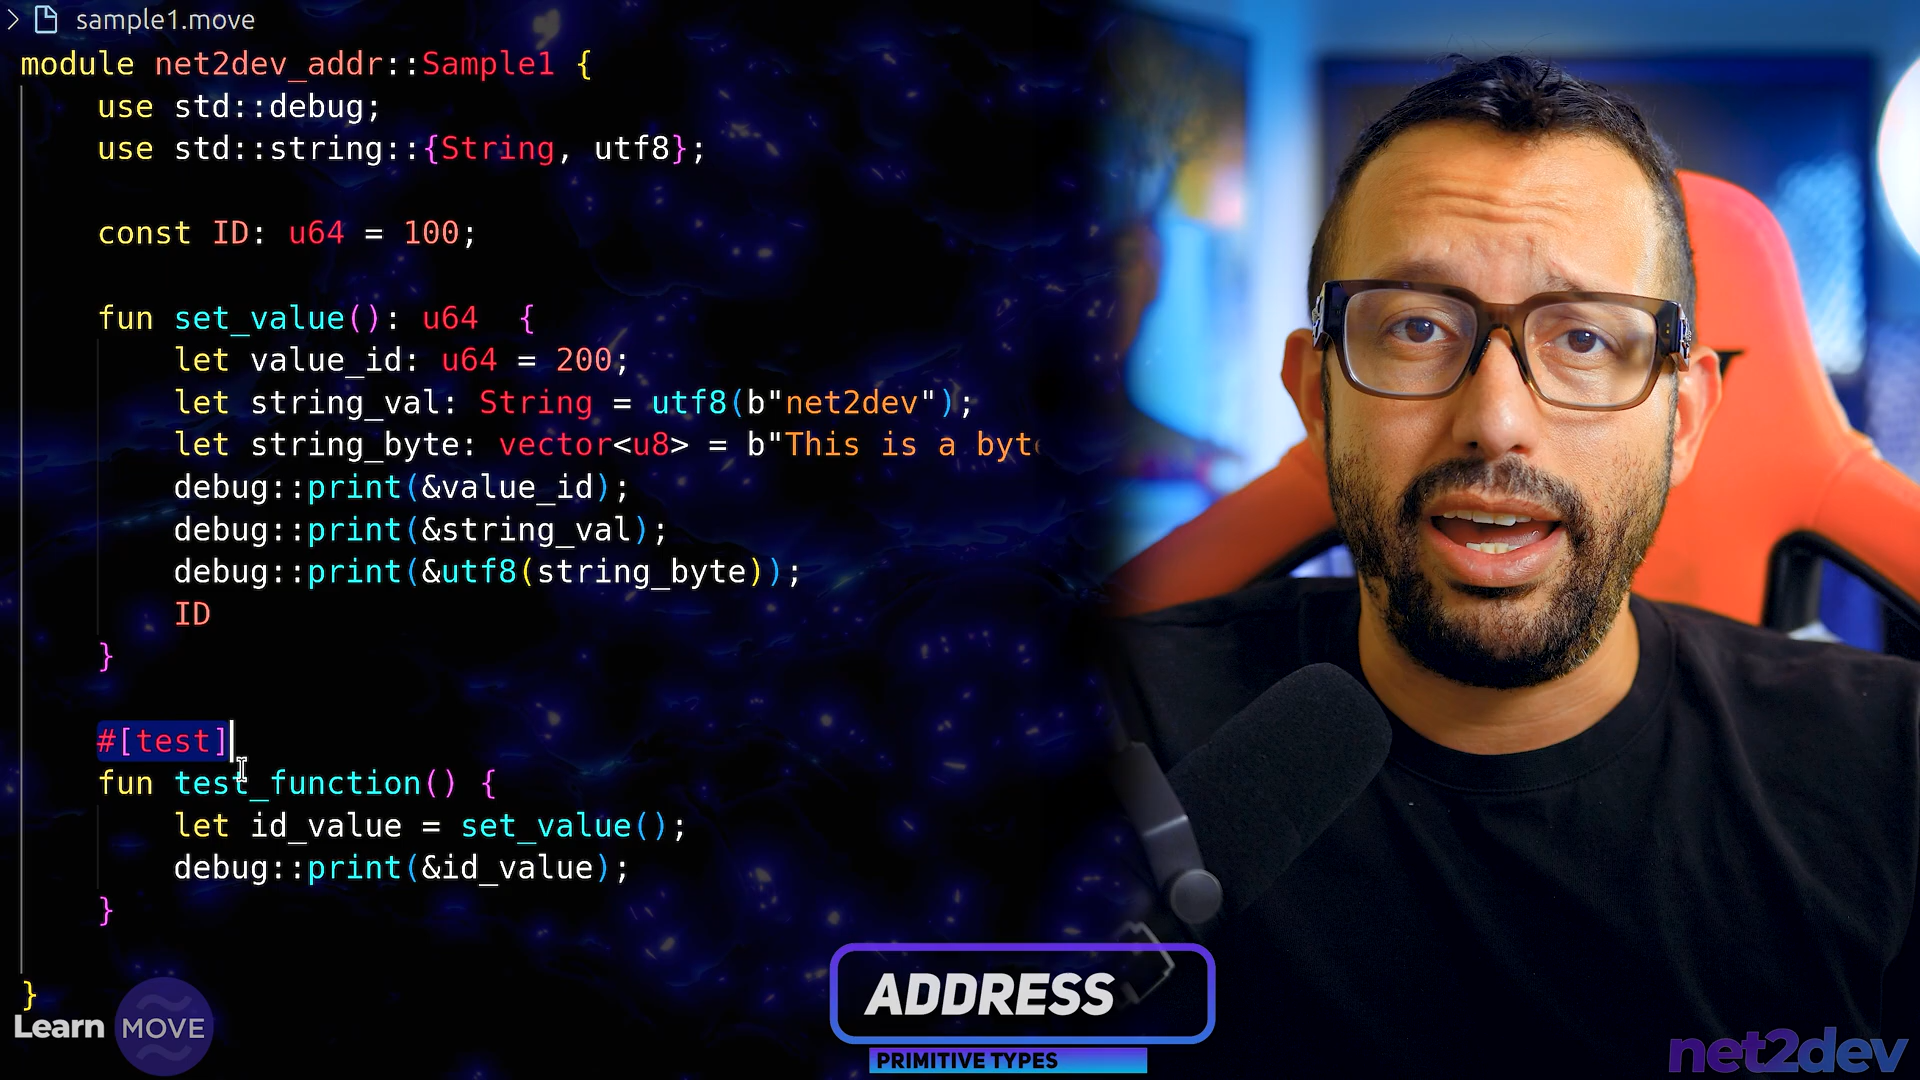 sample1.move
module net2dev_addr::Sample1 {
use std::debug;
use std::string::{String, utf8};
const ID: u64 = 100;
fun set_value(): u64 {
let value_id: u64 = 200;
let string_val: String = utf8(b"net2dev");
let string_byte: vector<u8> = b"This is a byt
debug::print(&value_id);
debug::print(&string_val);
debug::print(&utf8(string_byte));
ID
}
#[test]
fun test_function() {
let id_value = set_value();
debug::print(&id_value);
}
}
Learn MOVE
ADDRESS
PRIMITIVE TYPES
net2dev